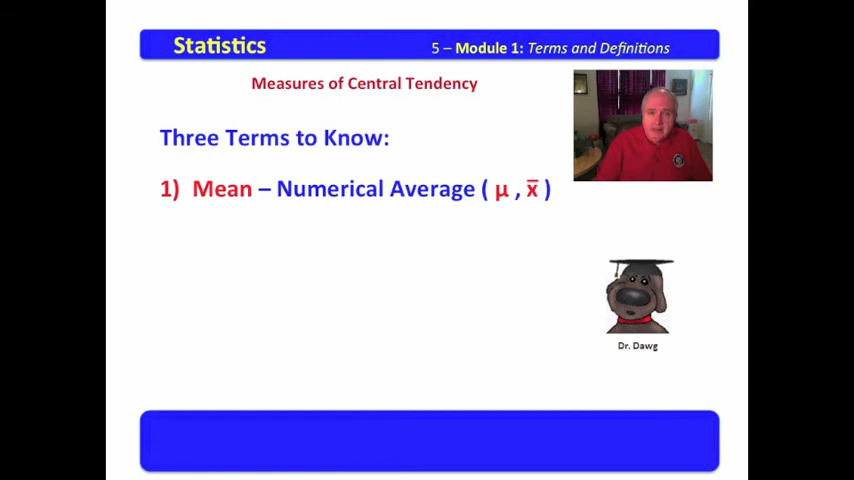 Statistics
5 – Module 1: Terms and Definitions
Measures of Central Tendency
Three Terms to Know:
1) Mean – Numerical Average ( μ , x̅ )
Dr. Dawg